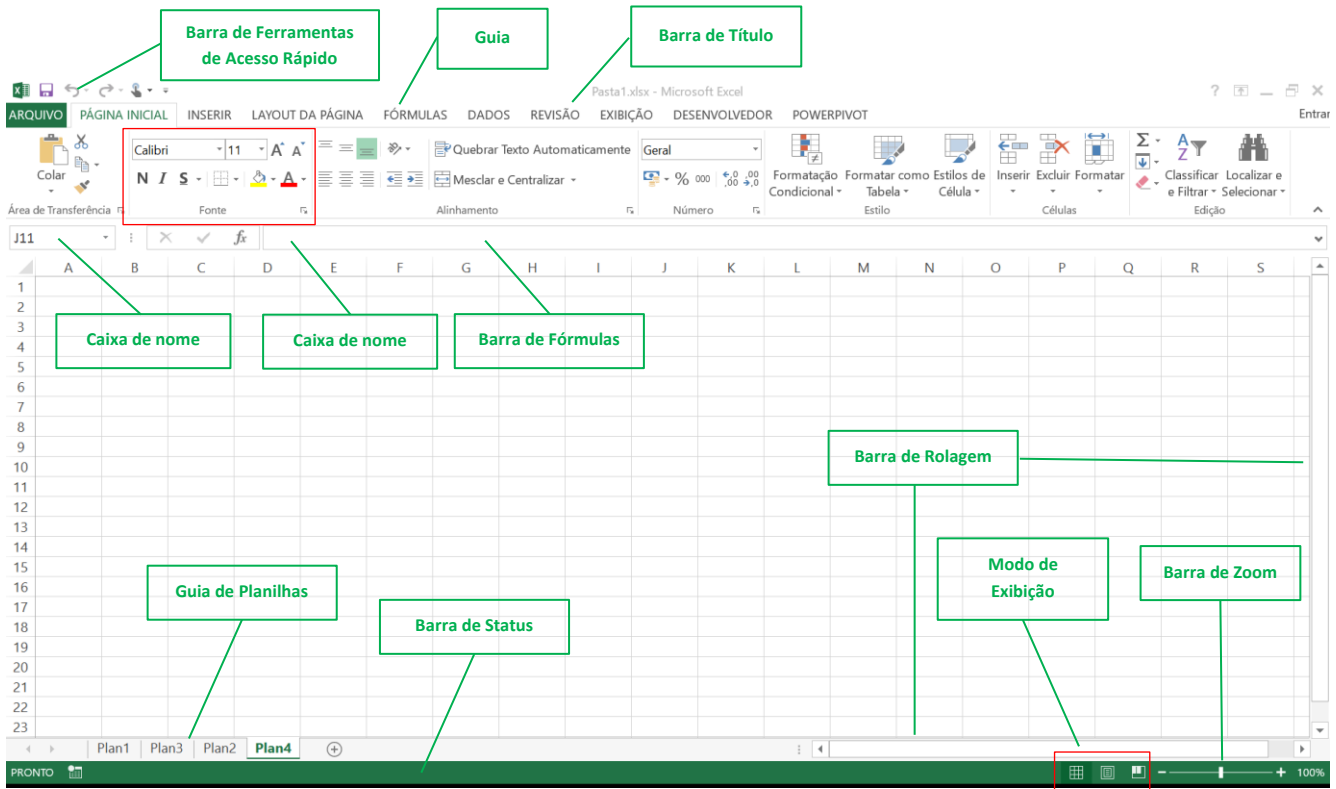 Barra de Ferramentas
de Acesso Rápido
Guia
Barra de Título
Pasta1.xlsx - Microsoft Excel
?
ARQUIVO PÁGINA INICIAL INSERIR LAYOUT DA PÁGINA FÓRMULAS DADOS REVISÃO EXIBIÇÃO DESENVOLVEDOR POWERPIVOT Entrar
Colar
Calibri 11 A A
N I S A
Quebrar Texto Automaticamente
Mesclar e Centralizar
Geral
% 000 ,00 ,0
Formatação
Condicional
Formatar como
Tabela
Estilos de
Célula
Inserir Excluir Formatar
Σ
A
Z
Classificar
e Filtrar
Localizar e
Selecionar
Área de Transferência Fonte Alinhamento Número Estilo Células Edição
J11 fx
A B C D E F G H I J K L M N O P Q R S
1
2
3
4
5
6
7
8
9
10
11
12
13
14
15
16
17
18
19
20
21
22
23
Caixa de nome
Caixa de nome
Barra de Fórmulas
Barra de Rolagem
Modo de
Exibição
Barra de Zoom
Guia de Planilhas
Barra de Status
Plan1 Plan3 Plan2 Plan4
PRONTO 100%